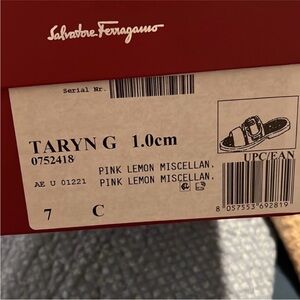 Salvatore Ferragamo
Serial Nr.
TARYN G 1.0cm
0752418
UPC/EAN
PINK LEMON MISCELLAN.
AE U 01221 PINK LEMON MISCELLAN.
7 C
8 057553 692819